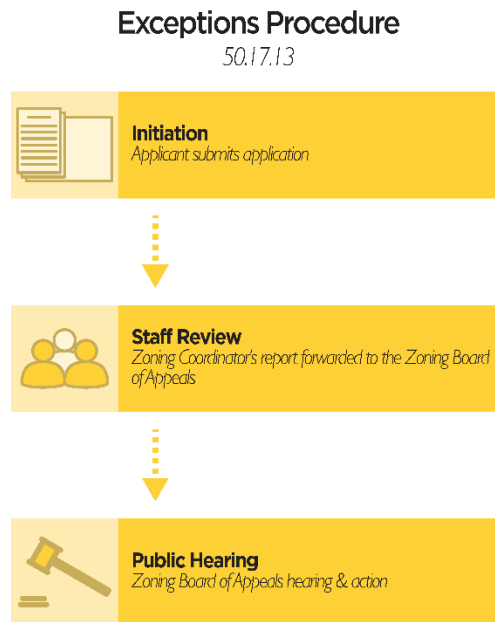 Exceptions Procedure
50.17.13
Initiation
Applicant submits application
Staff Review
Zoning Coordinator's report forwarded to the Zoning Board
of Appeals
Public Hearing
Zoning Board of Appeals hearing & action